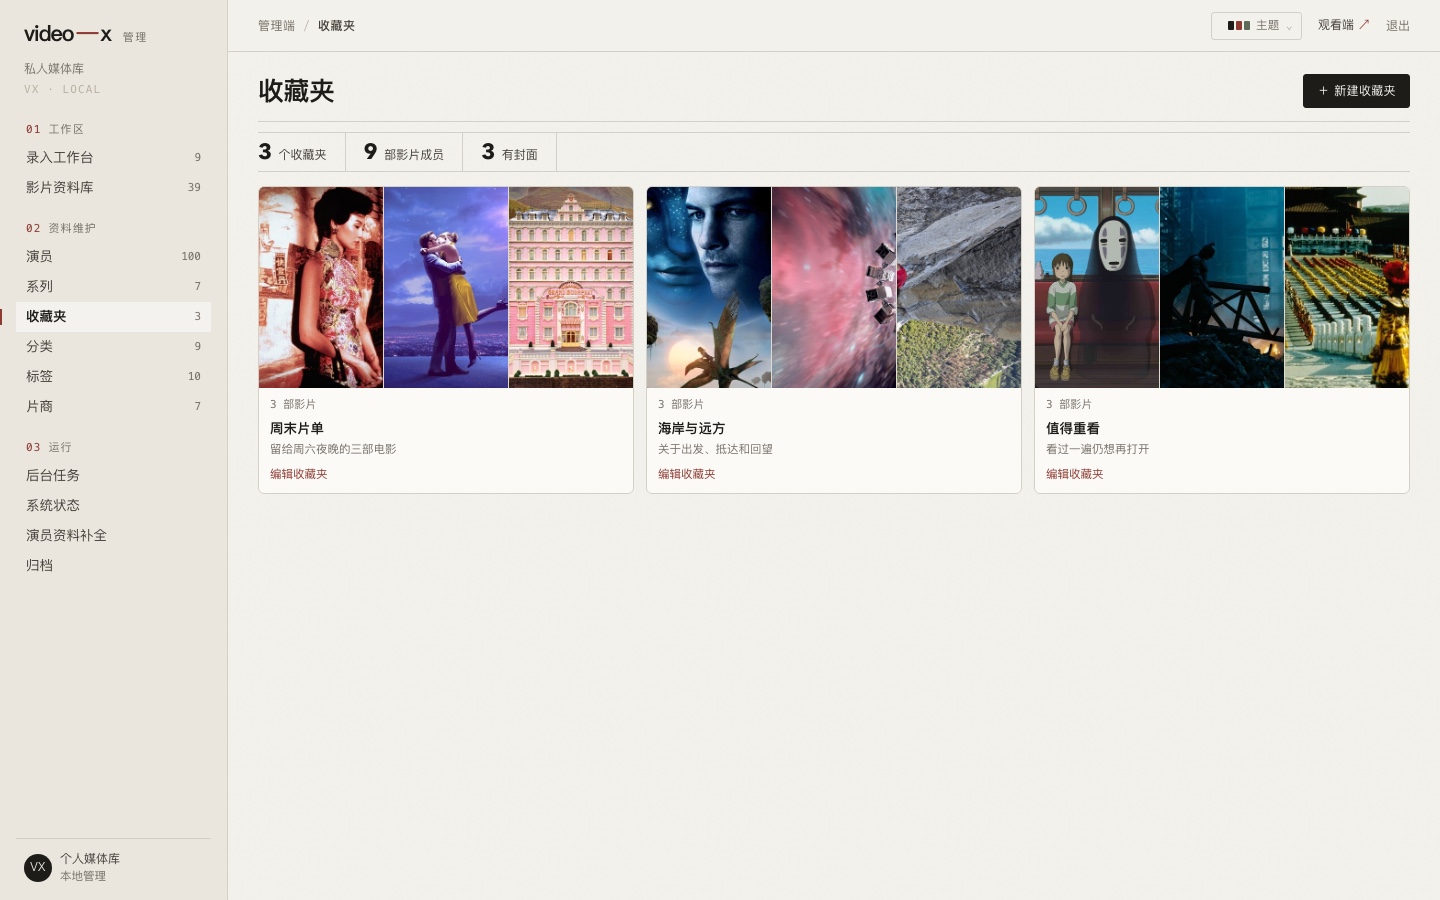 video—x 管理
私人媒体库
VX · LOCAL
01 工作区
录入工作台 9
影片资料库 39
02 资料维护
演员 100
系列 7
收藏夹 3
分类 9
标签 10
片商 7
03 运行
后台任务
系统状态
演员资料补全
归档
VX
个人媒体库
本地管理
管理端 / 收藏夹
主题
观看端 ↗
退出
收藏夹
+ 新建收藏夹
3 个收藏夹
9 部影片成员
3 有封面
3 部影片
周末片单
留给周六夜晚的三部电影
编辑收藏夹
3 部影片
海岸与远方
关于出发、抵达和回望
编辑收藏夹
3 部影片
值得重看
看过一遍仍想再打开
编辑收藏夹